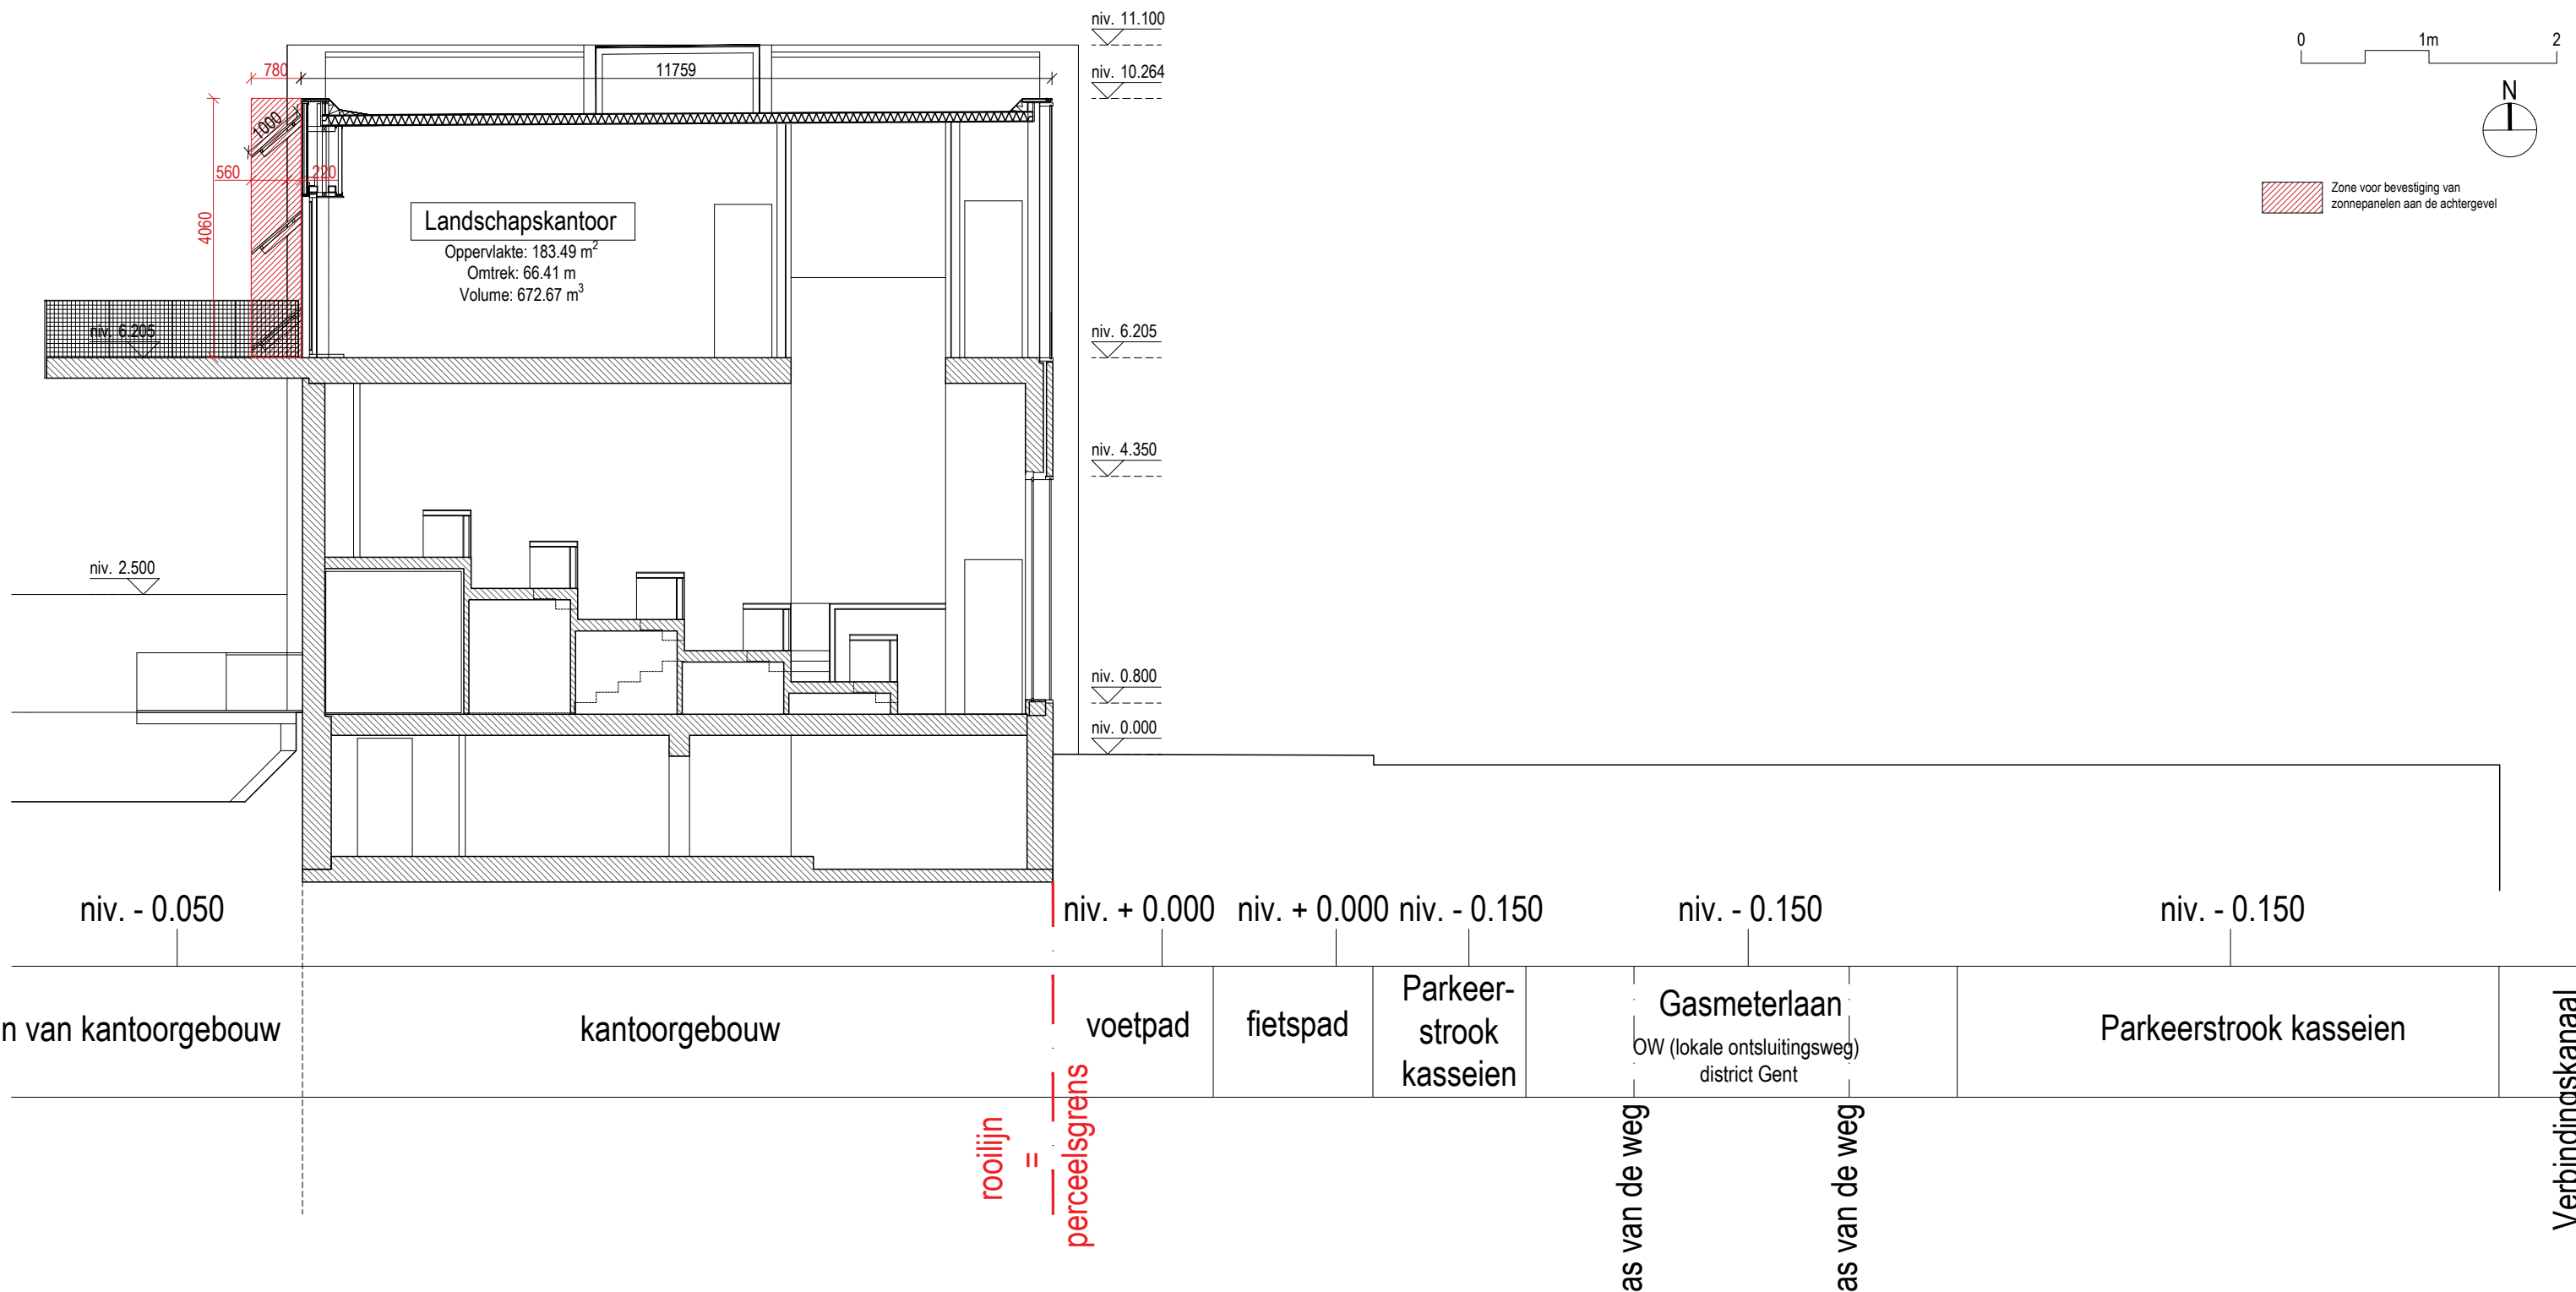 niv. 11.100
0 1m 2
780
11759
niv. 10.264
N
1000
560
220
Zone voor bevestiging van
zonnepanelen aan de achtergevel
4060
Landschapskantoor
Oppervlakte: 183.49 m²
Omtrek: 66.41 m
Volume: 672.67 m³
niv. 6.205
niv. 6.205
niv. 4.350
niv. 2.500
niv. 0.800
niv. 0.000
niv. - 0.050
niv. + 0.000
niv. + 0.000
niv. - 0.150
niv. - 0.150
niv. - 0.150
n van kantoorgebouw
kantoorgebouw
voetpad
fietspad
Parkeer-
strook
kasseien
Gasmeterlaan
OW (lokale ontsluitingsweg)
district Gent
Parkeerstrook kasseien
Verbindingskanaal
rooilijn
=
perceelsgrens
as van de weg
as van de weg